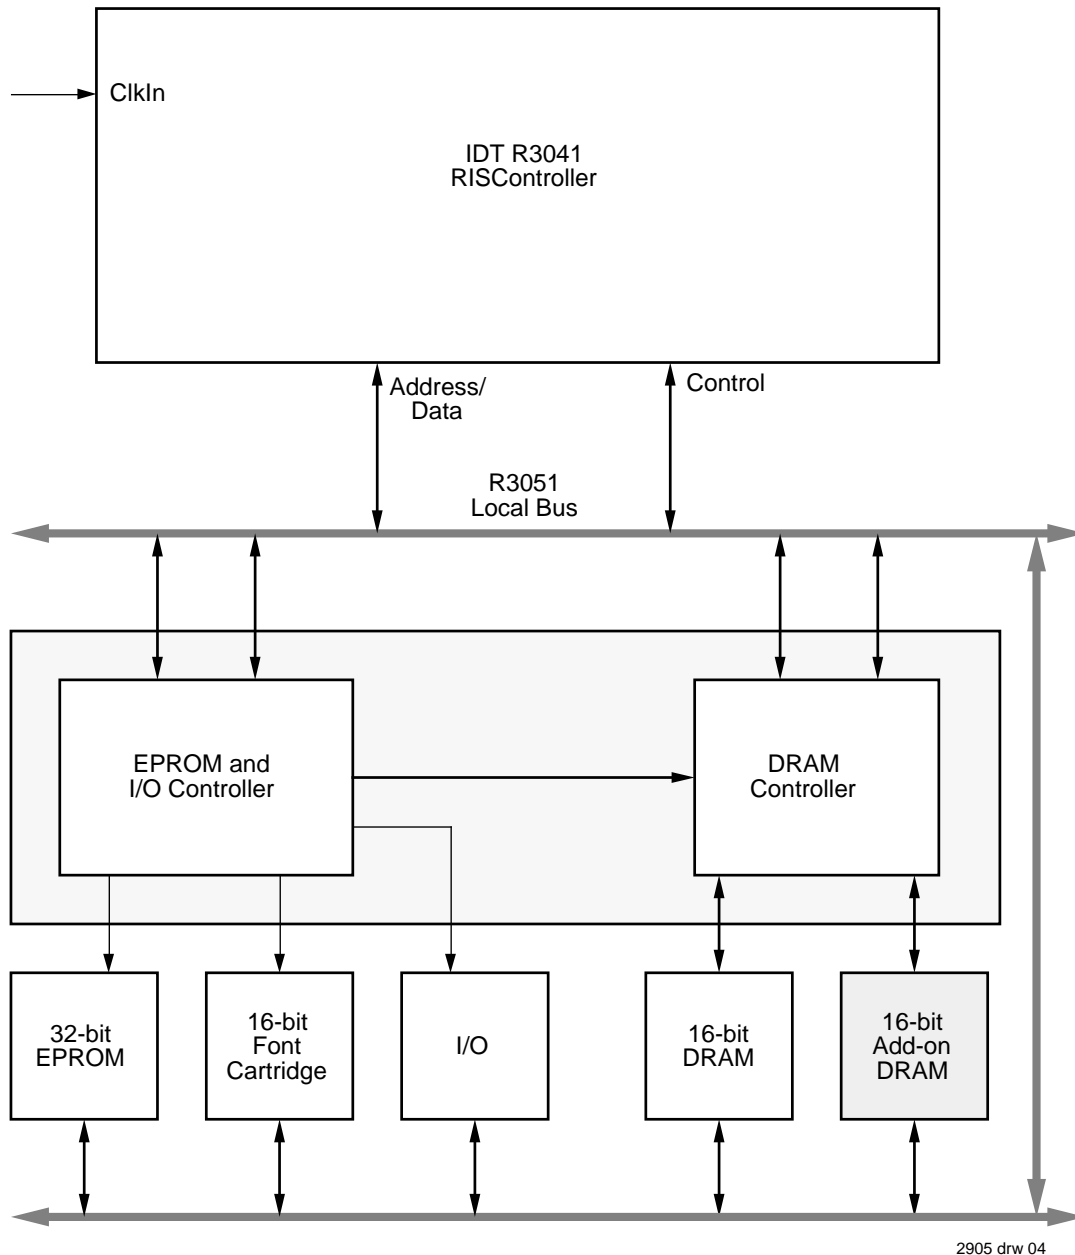 ClkIn
IDT R3041
RISController
Address/
Data
Control
R3051
Local Bus
EPROM and
I/O Controller
DRAM
Controller
32-bit
EPROM
16-bit
Font
Cartridge
I/O
16-bit
DRAM
16-bit
Add-on
DRAM
2905 drw 04